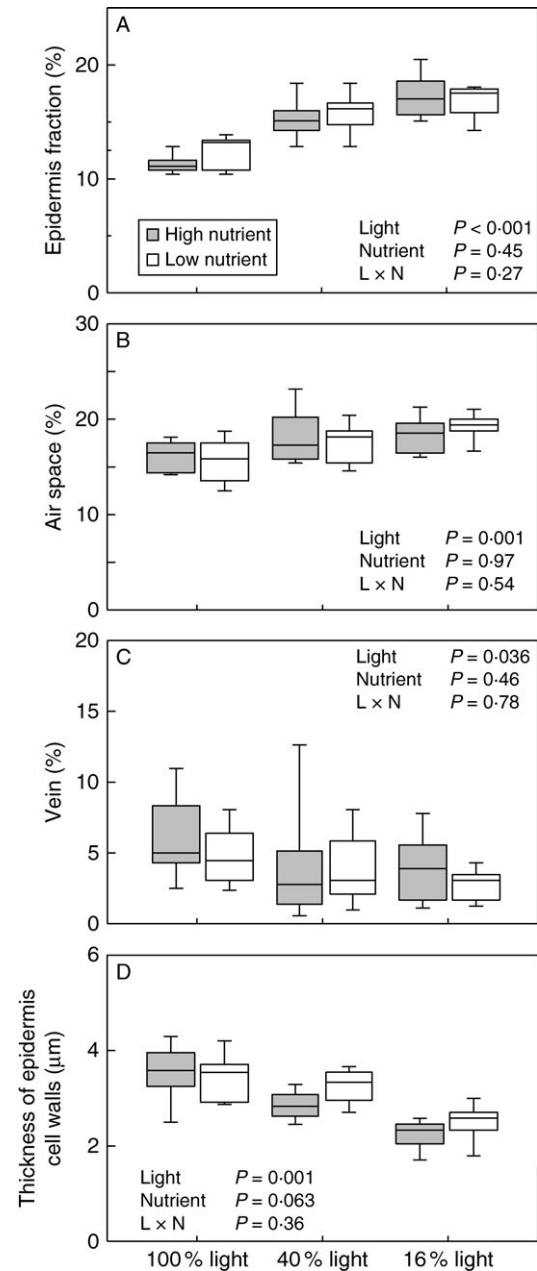 A
20
10
0
Epidermis fraction (%)
High nutrient
Low nutrient
Light P < 0·001
Nutrient P = 0·45
L × N P = 0·27
B
30
20
10
0
Air space (%)
Light P = 0·001
Nutrient P = 0·97
L × N P = 0·54
C
20
15
10
5
0
Vein (%)
Light P = 0·036
Nutrient P = 0·46
L × N P = 0·78
D
6
4
2
0
Thickness of epidermis
cell walls (μm)
Light P = 0·001
Nutrient P = 0·063
L × N P = 0·36
100 % light 40 % light 16 % light